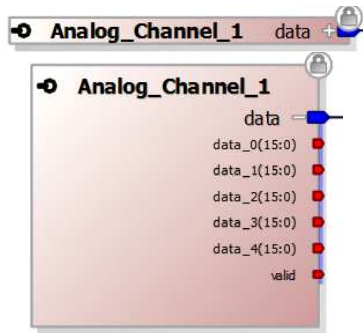 Analog_Channel_1 data
Analog_Channel_1
data
data_0(15:0)
data_1(15:0)
data_2(15:0)
data_3(15:0)
data_4(15:0)
valid